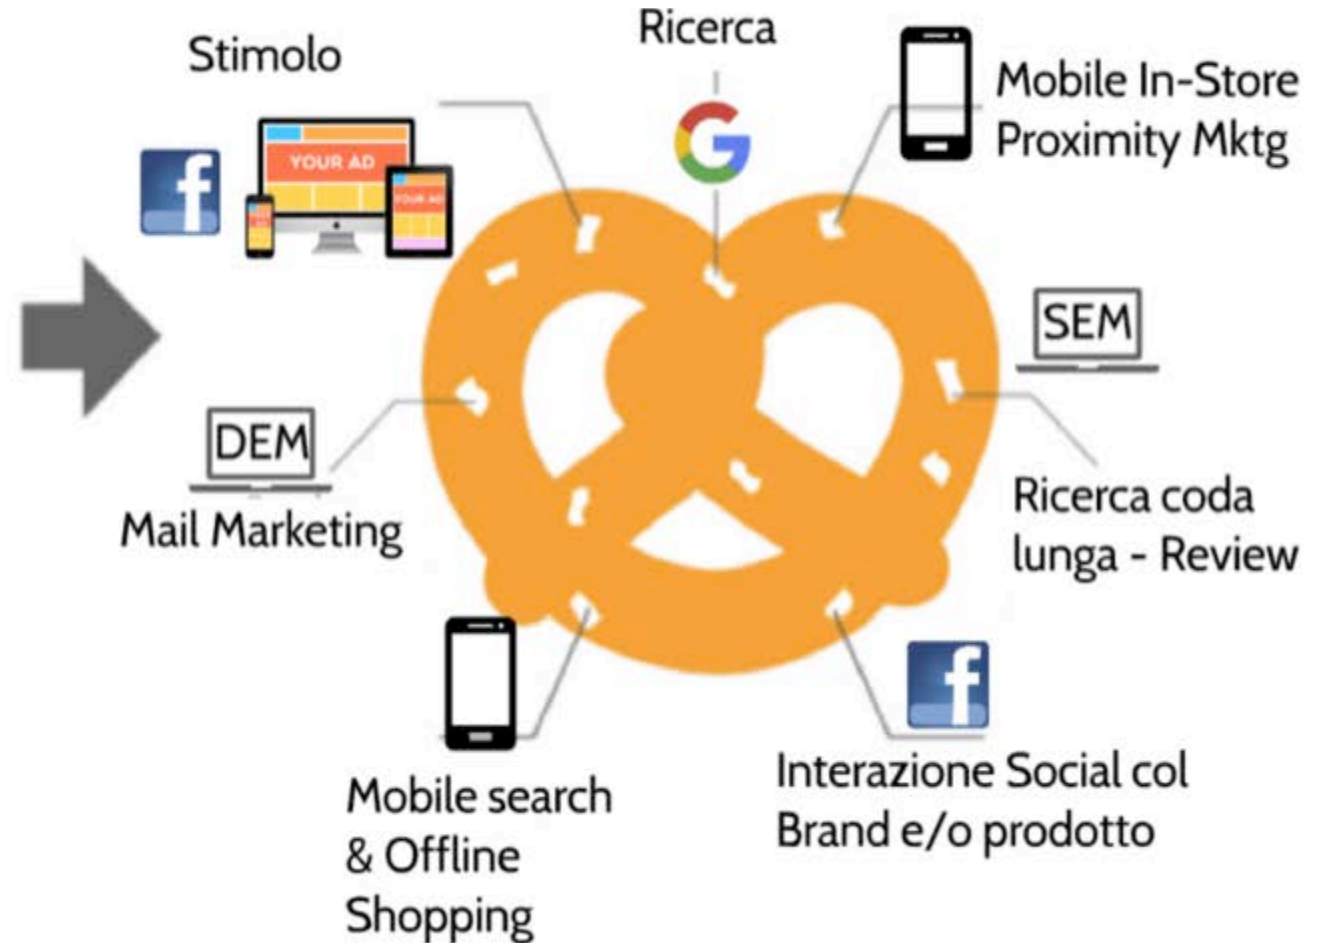 Stimolo
YOUR AD
YOUR AD
Ricerca
Mobile In-Store
Proximity Mktg
SEM
Ricerca coda
lunga - Review
DEM
Mail Marketing
Mobile search
& Offline
Shopping
Interazione Social col
Brand e/o prodotto